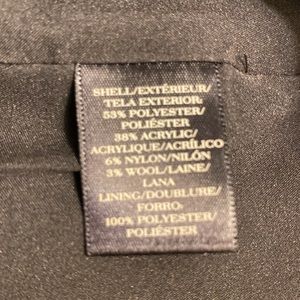 SHELL/EXTÉRIEUR/
TELA EXTERIOR:
53% POLYESTER/
POLIÉSTER
38% ACRYLIC/
ACRYLIQUE/ACRÍLICO
6% NYLON/NILÓN
3% WOOL/LAINE/
LANA
LINING/DOUBLURE/
FORRO:
100% POLYESTER/
POLIÉSTER